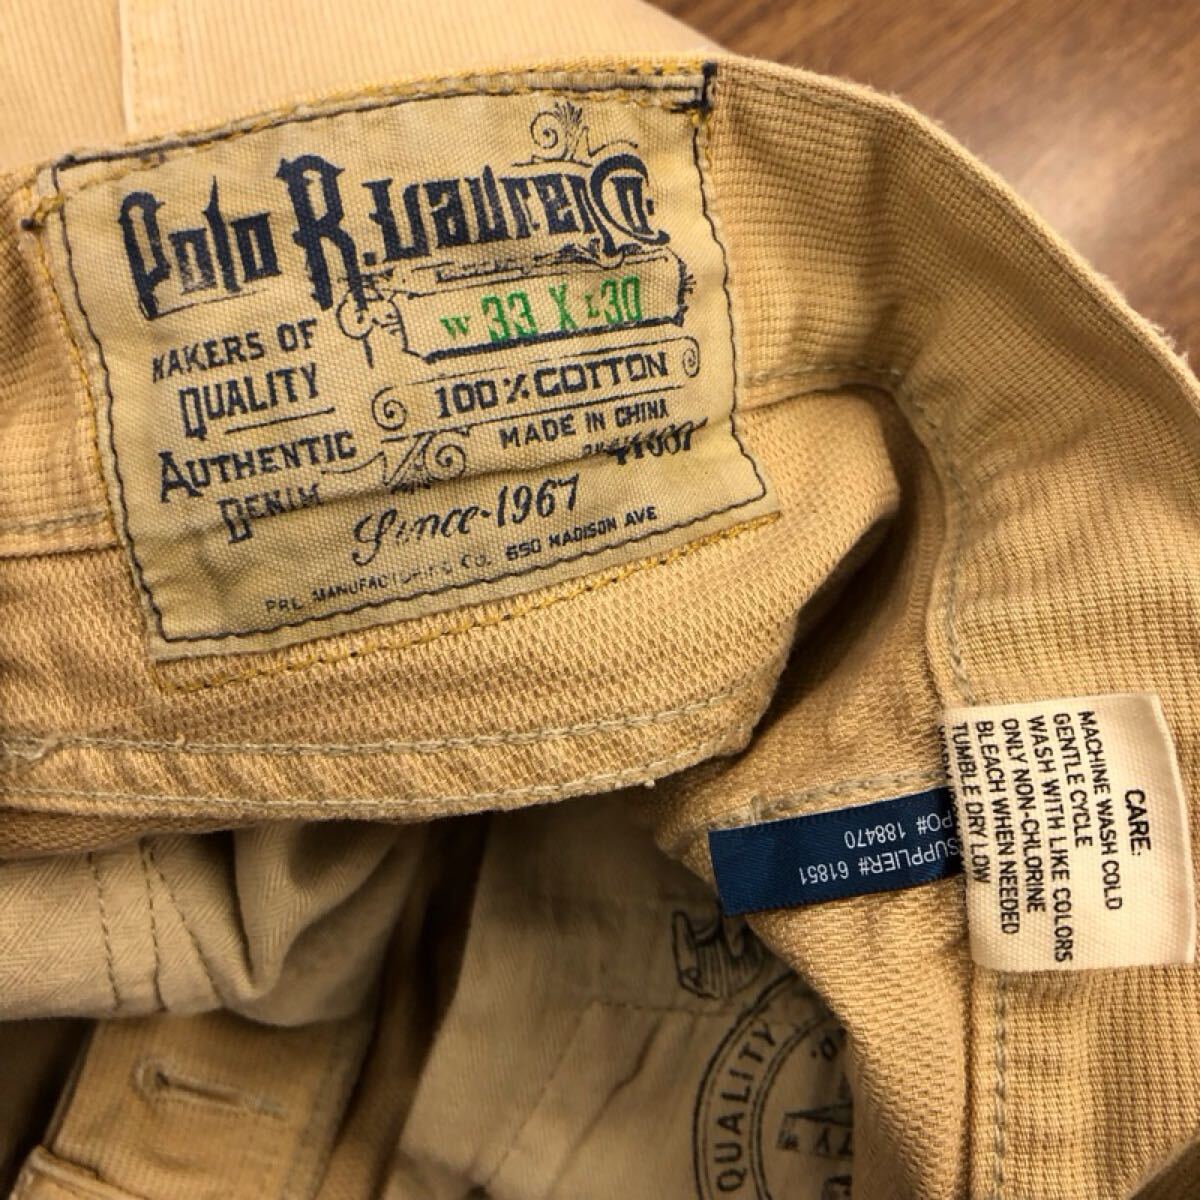 Polo R. Lauren Co.
W 33 X L 30
MAKERS OF
QUALITY
100% COTTON
MADE IN CHINA
AUTHENTIC
DENIM
Since-1967
PRL MANUFACTURING CO. 650 MADISON AVE
CARE:
MACHINE WASH COLD
GENTLE CYCLE
WASH WITH LIKE COLORS
ONLY NON-CHLORINE
BLEACH WHEN NEEDED
TUMBLE DRY LOW
PO# 188470
SUPPLIER# 61851
QUALITY